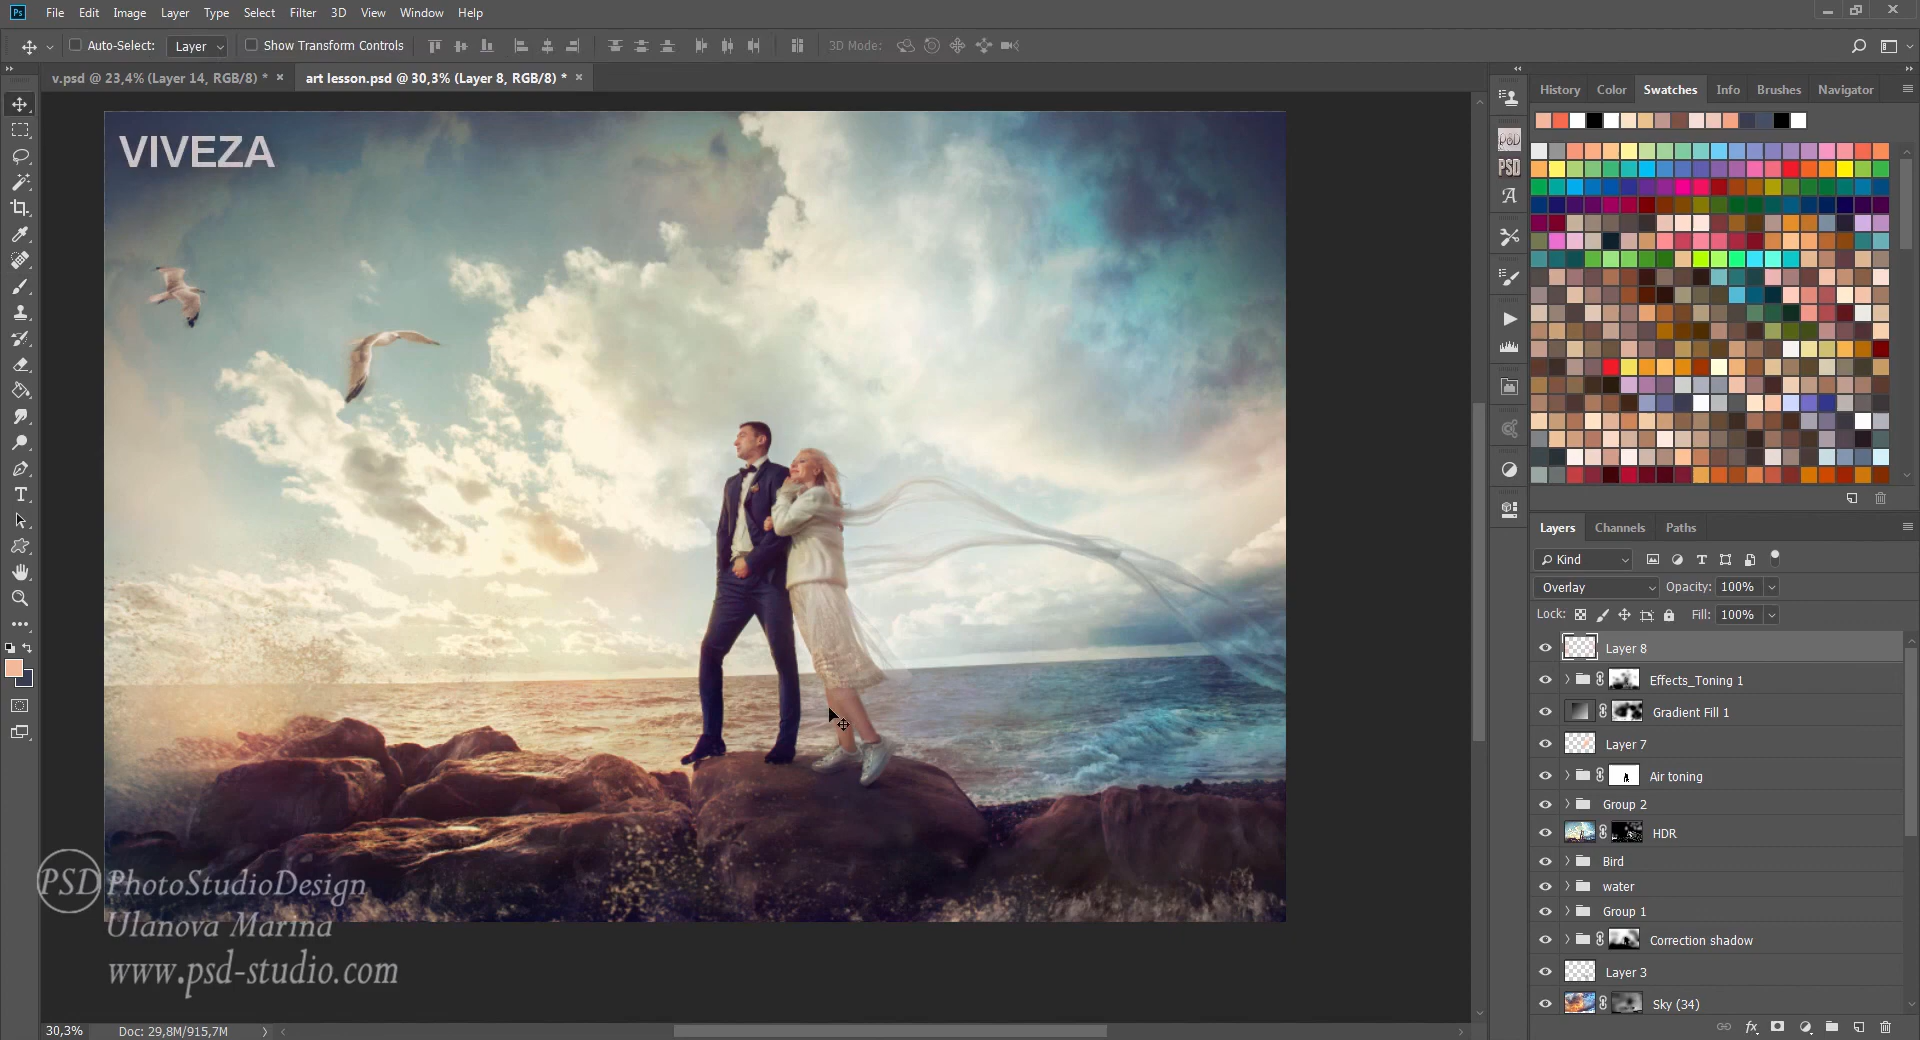 Ps File Edit Image Layer Type Select Filter 3D View Window Help
Auto-Select: Layer Show Transform Controls 3D Mode:
v.psd @ 23,4% (Layer 14, RGB/8) * × art lesson.psd @ 30,3% (Layer 8, RGB/8) * ×
VIVEZA
History Color Swatches Info Brushes Navigator
PSD
PSD
A
Layers Channels Paths
Kind
Overlay Opacity: 100%
Lock: Fill: 100%
Layer 8
Effects_Toning 1
Gradient Fill 1
Layer 7
Air toning
Group 2
HDR
Bird
water
Group 1
Correction shadow
Layer 3
Sky (34)
fx
PSD PhotoStudioDesign
Ulanova Marina
www.psd-studio.com
30,3% Doc: 29,8M/915,7M